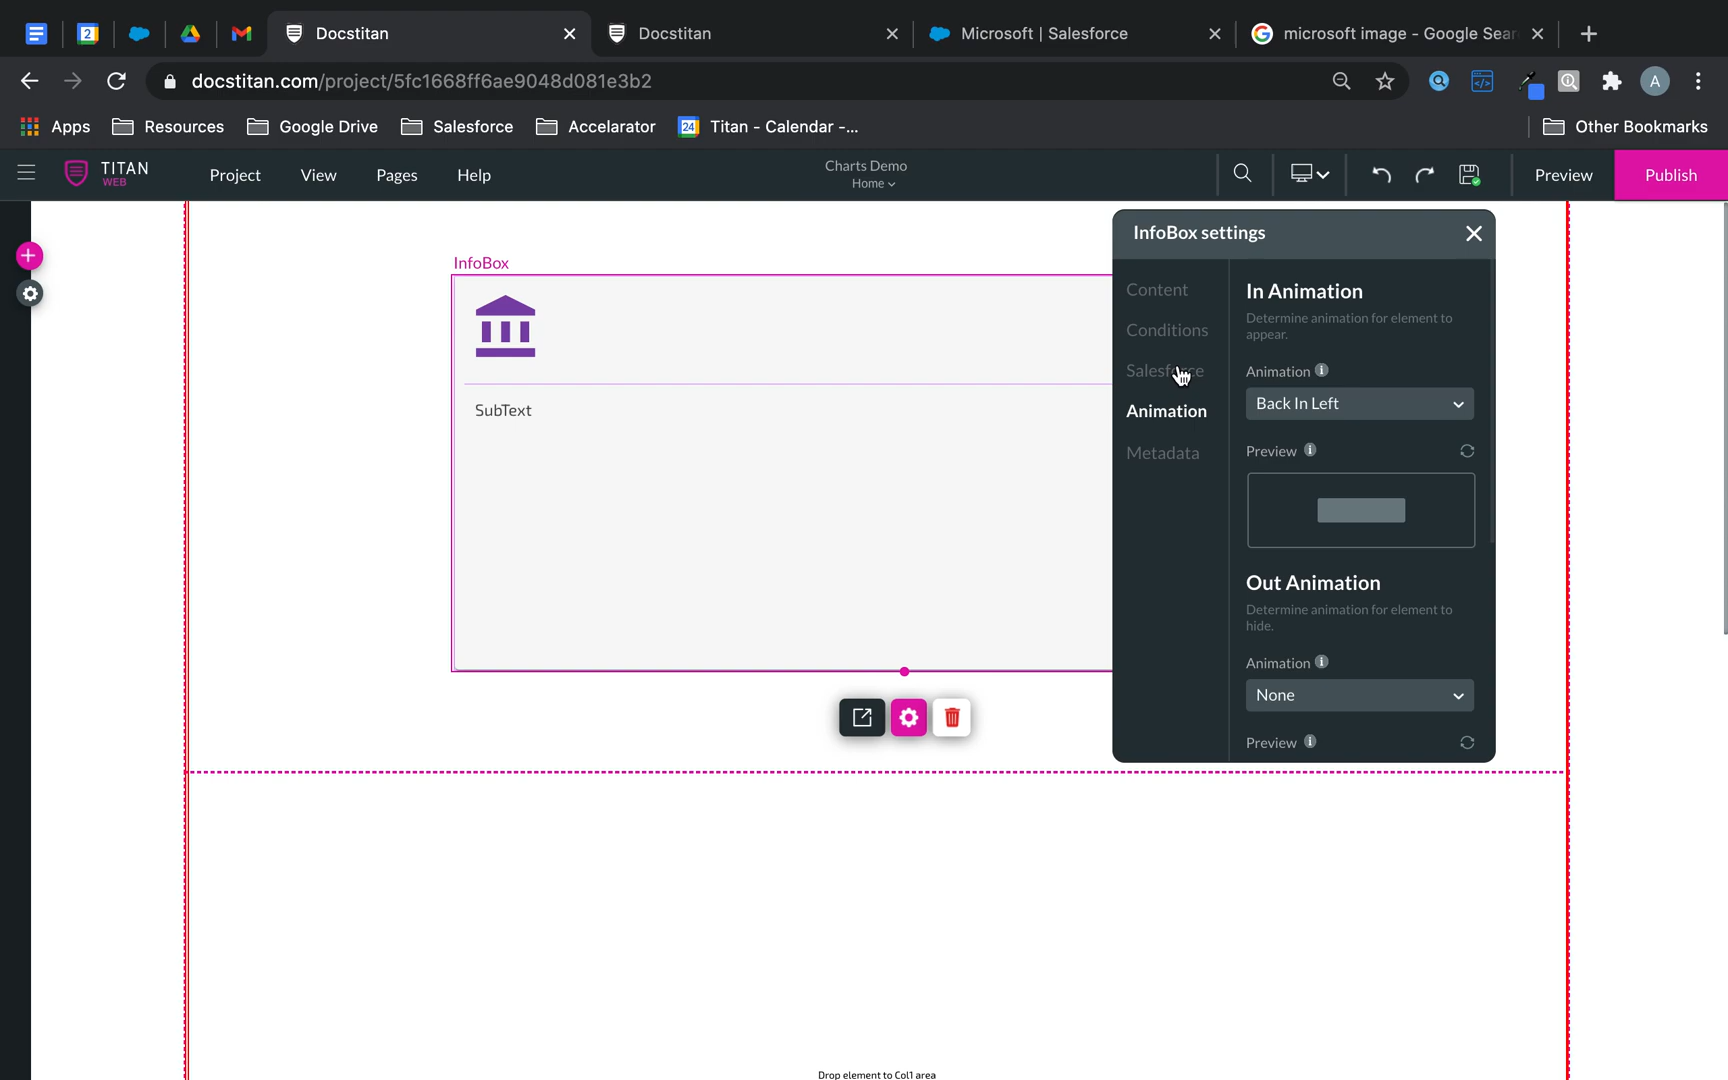 2
Docstitan
Docstitan
Microsoft | Salesforce
microsoft image - Google Sear
docstitan.com/project/5fc1668ff6ae9048d081e3b2
A
Apps
Resources
Google Drive
Salesforce
Accelarator
24
Titan - Calendar -...
Other Bookmarks
TITAN
WEB
Project
View
Pages
Help
Charts Demo
Home
Preview
Publish
InfoBox
SubText
InfoBox settings
Content
Conditions
Salesforce
Animation
Metadata
In Animation
Determine animation for element to
appear.
Animation
Back In Left
Preview
Out Animation
Determine animation for element to
hide.
Animation
None
Preview
Drop element to Col1 area